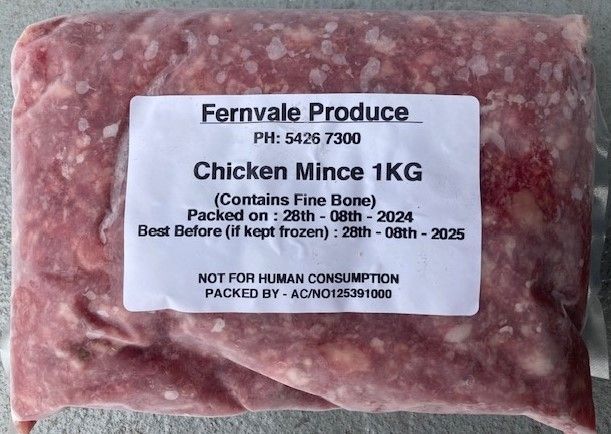 Fernvale Produce
PH: 5426 7300
Chicken Mince 1KG
(Contains Fine Bone)
Packed on : 28th - 08th - 2024
Best Before (if kept frozen) : 28th - 08th - 2025
NOT FOR HUMAN CONSUMPTION
PACKED BY - AC/NO125391000